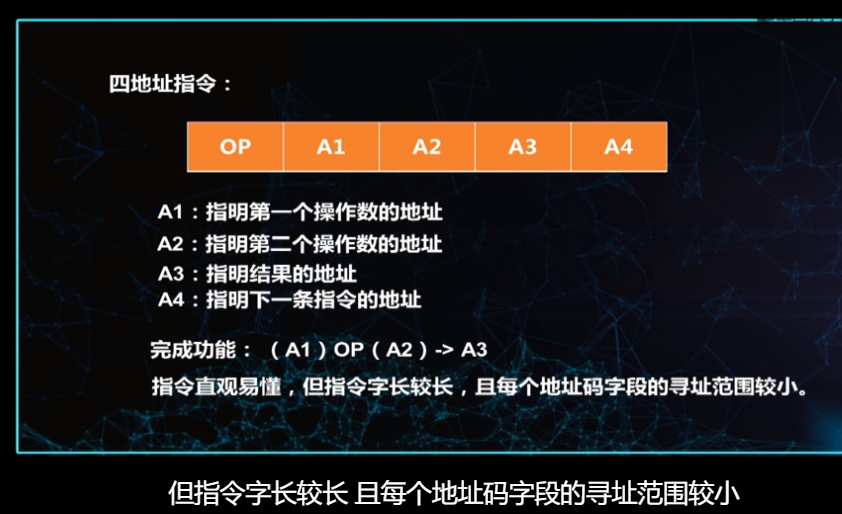 四地址指令：
OP A1 A2 A3 A4
A1：指明第一个操作数的地址
A2：指明第二个操作数的地址
A3：指明结果的地址
A4：指明下一条指令的地址
完成功能：（A1）OP（A2）-> A3
指令直观易懂，但指令字长较长，且每个地址码字段的寻址范围较小。
但指令字长较长 且每个地址码字段的寻址范围较小